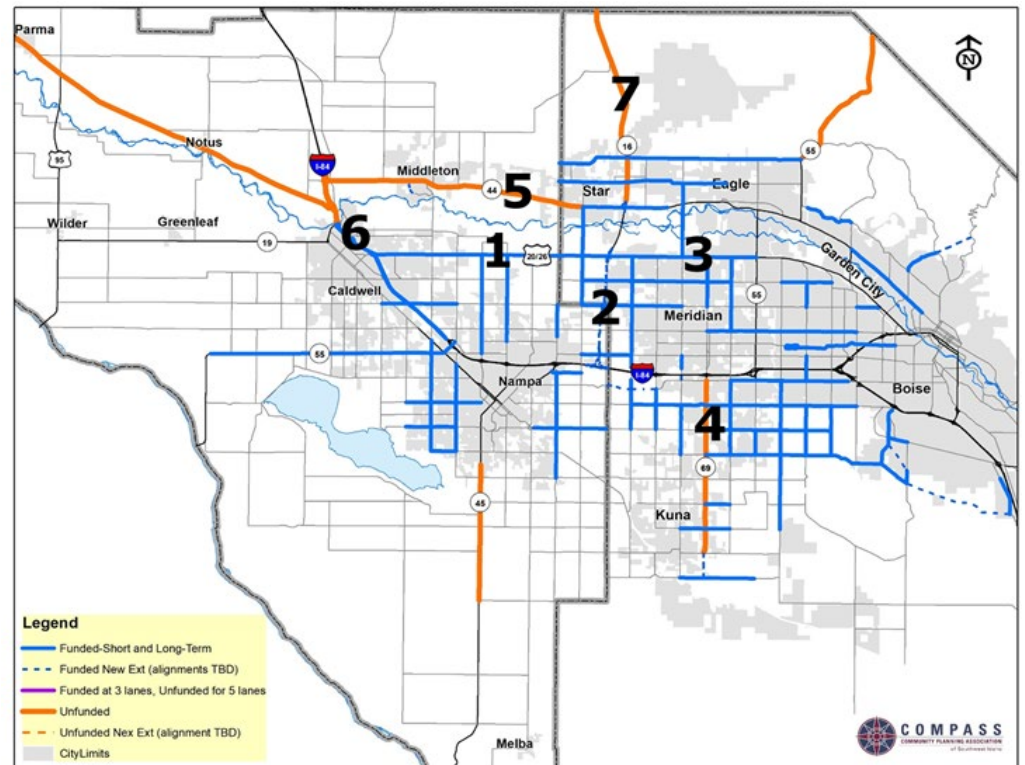 Parma
N
7
95
Notus
I-84
16
55
Middleton
44
5
Star
Eagle
Wilder
Greenleaf
19
6
1
20/26
3
Garden City
Caldwell
2
55
Meridian
55
Nampa
I-84
Boise
4
69
45
Kuna
Legend
Funded-Short and Long-Term
Funded New Ext (alignments TBD)
Funded at 3 lanes, Unfunded for 5 lanes
Unfunded
Unfunded Nex Ext (alignment TBD)
CityLimits
Melba
COMPASS
COMMUNITY PLANNING ASSOCIATION
of Southwest Idaho